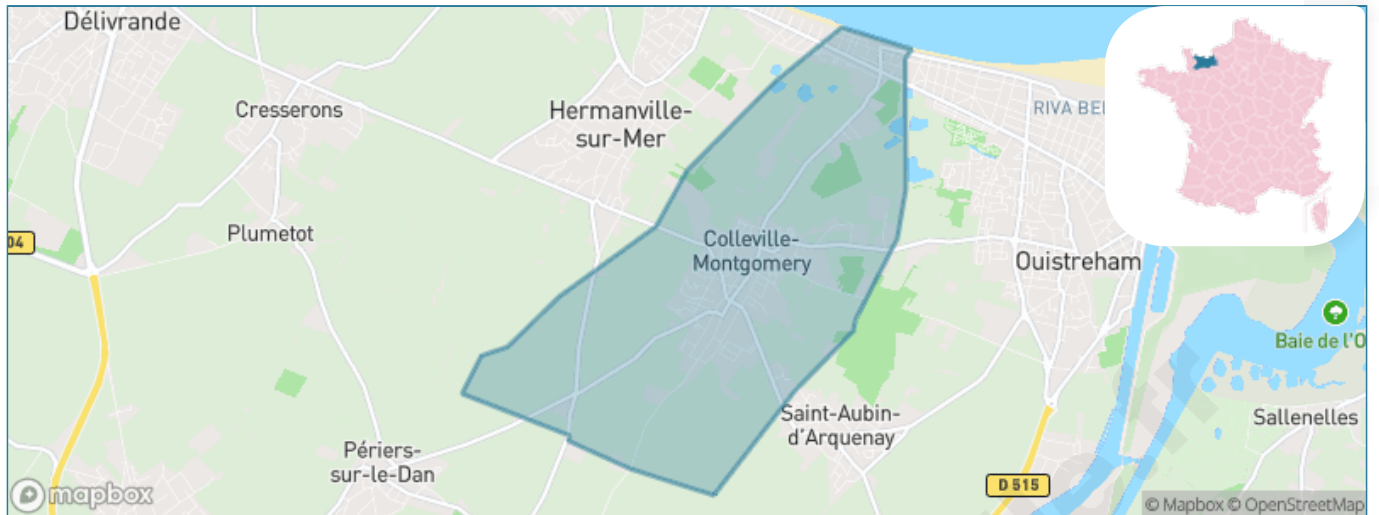 Délivrande
Cresserons
Hermanville-
sur-Mer
RIVA BE
Plumetot
04
Colleville-
Montgomery
Ouistreham
Baie de l'O
Saint-Aubin-
d'Arquenay
Sallenelles
Périers-
sur-le-Dan
D 515
mapbox
© Mapbox © OpenStreetMap